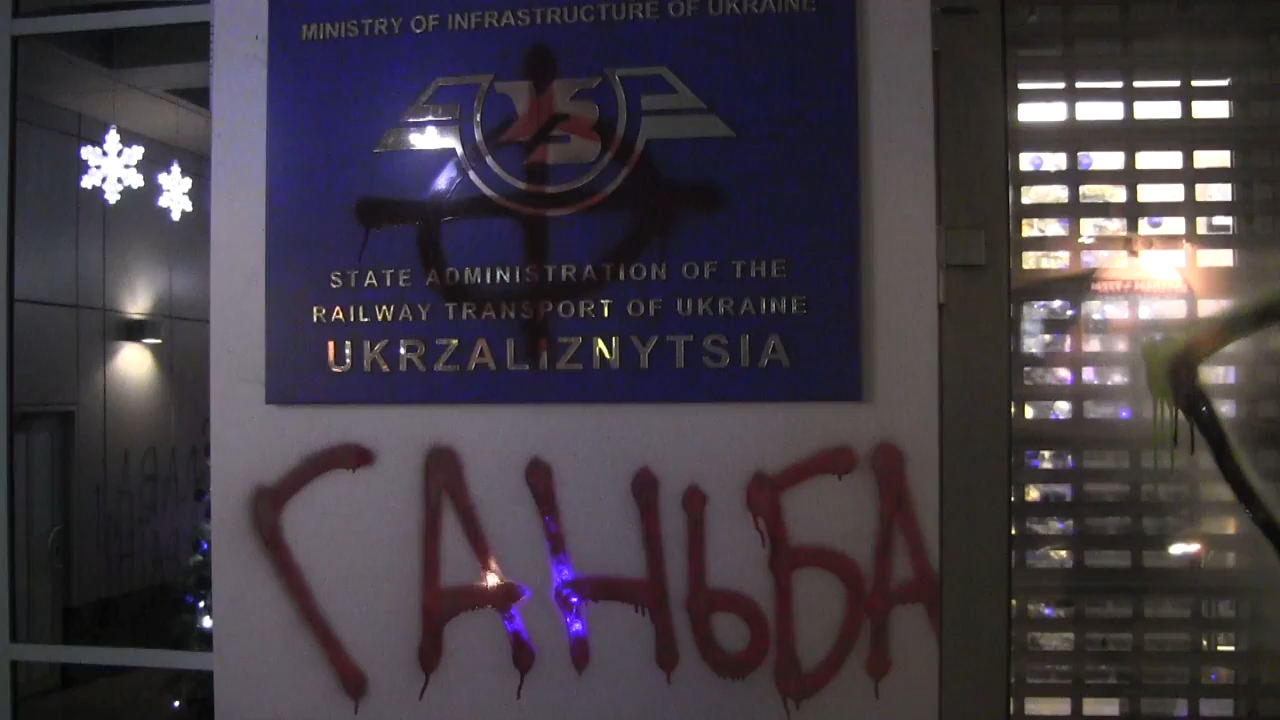 MINISTRY OF INFRASTRUCTURE OF UKRAINE
STATE ADMINISTRATION OF THE
RAILWAY TRANSPORT OF UKRAINE
UKRZALIZNYTSIA
ГАНЬБА